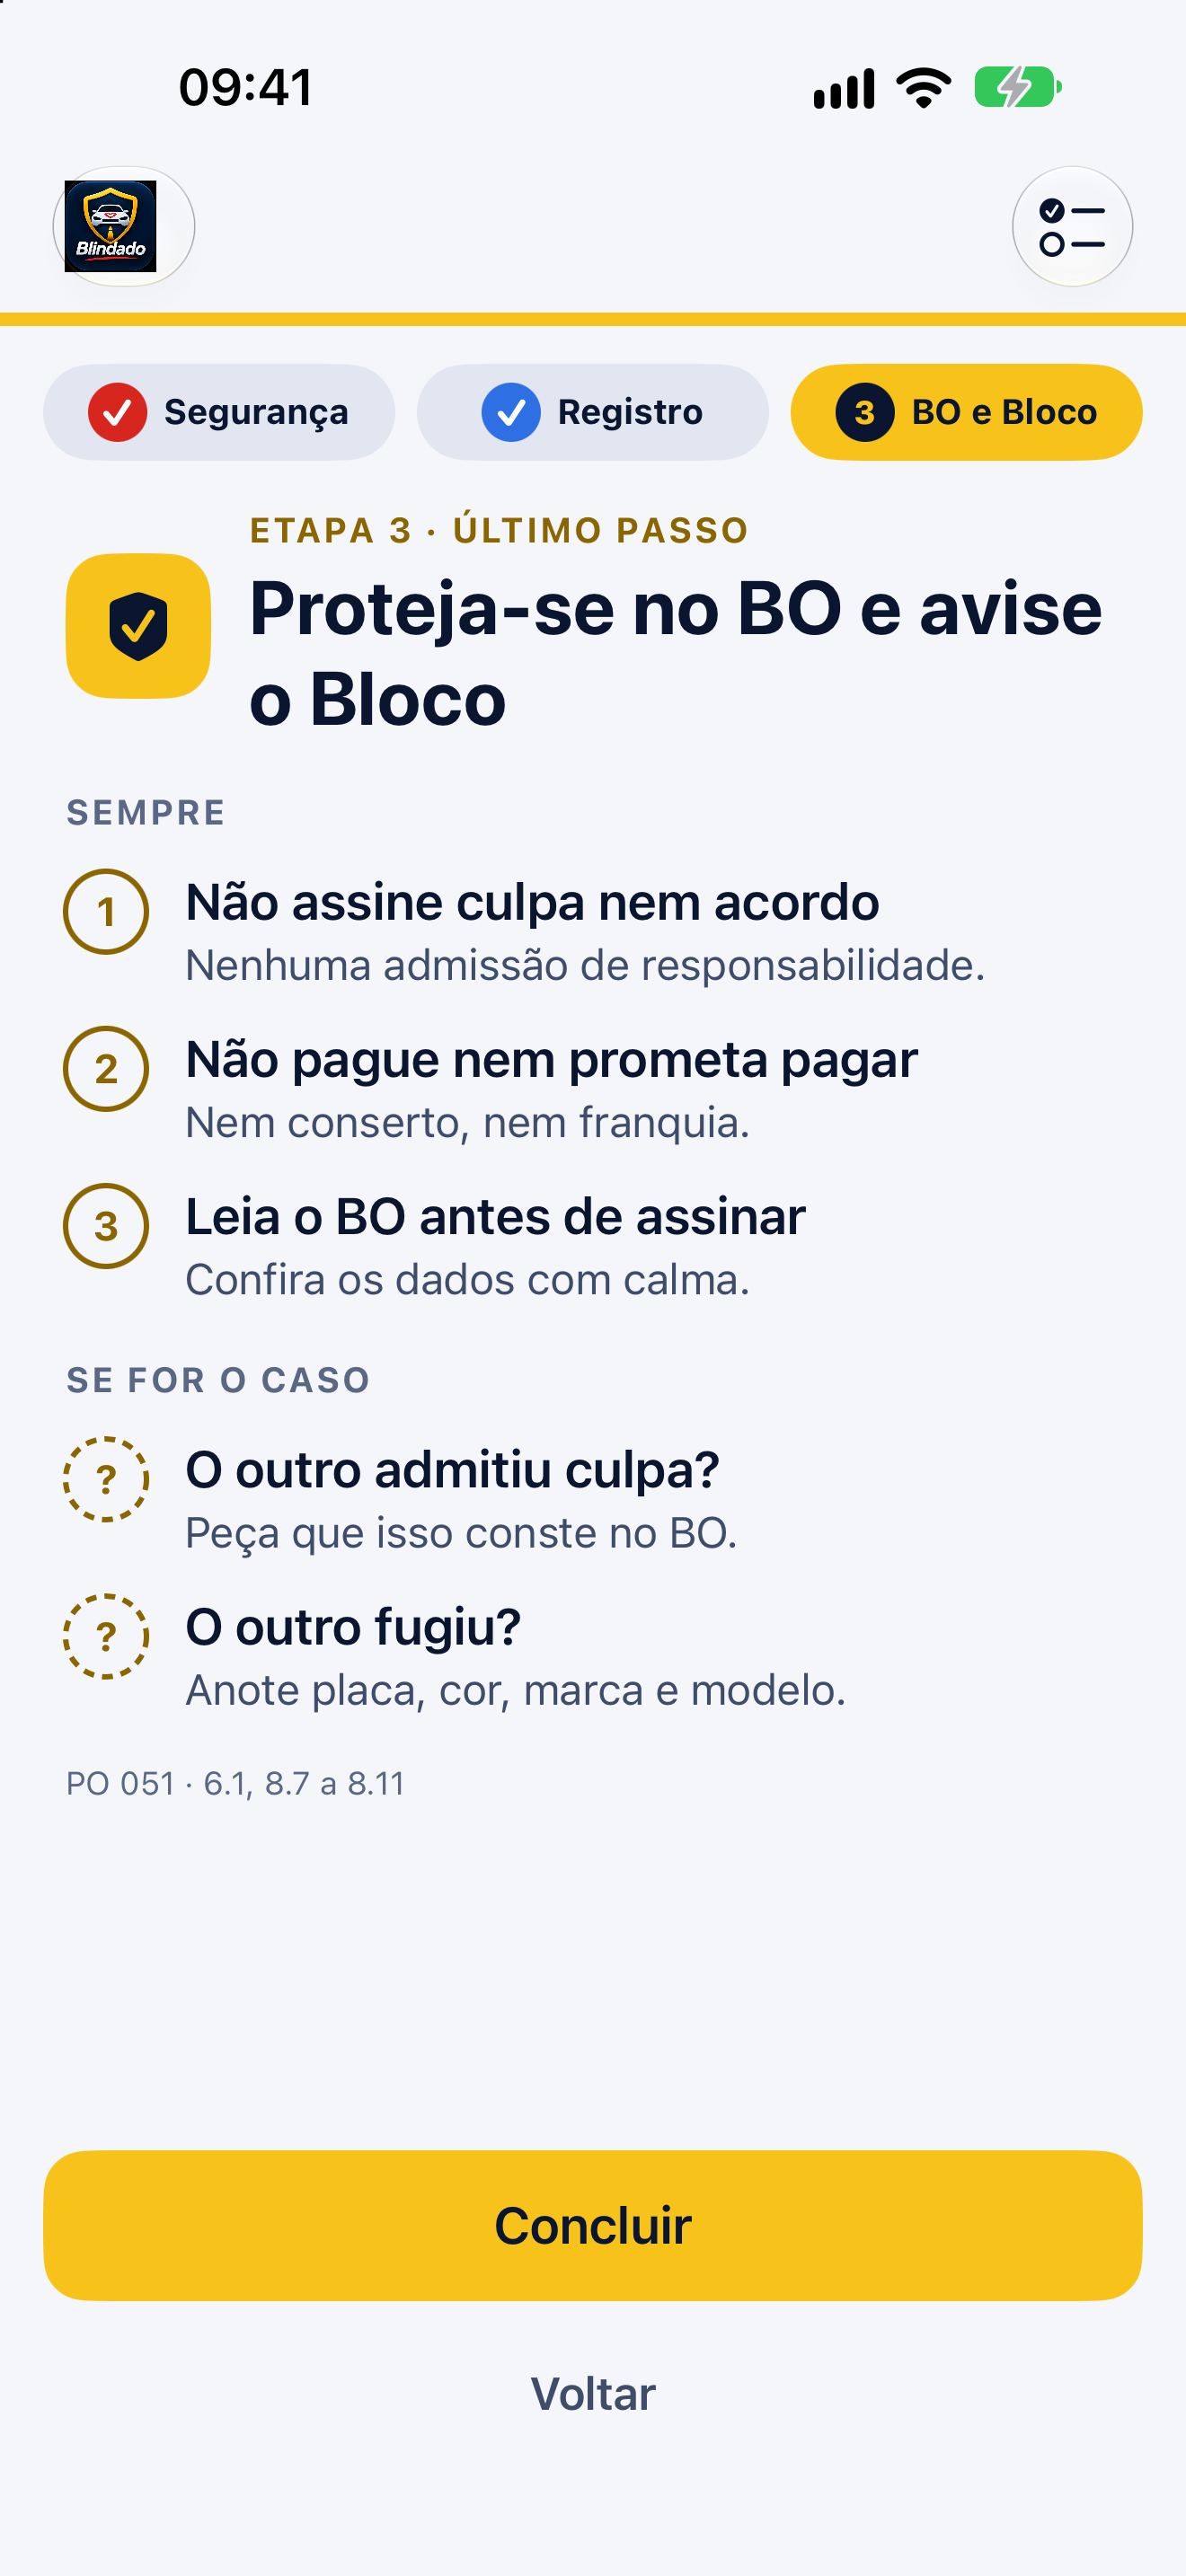 09:41
Blindado
Segurança
Registro
3 BO e Bloco
ETAPA 3 · ÚLTIMO PASSO
Proteja-se no BO e avise
o Bloco
SEMPRE
1 Não assine culpa nem acordo
Nenhuma admissão de responsabilidade.
2 Não pague nem prometa pagar
Nem conserto, nem franquia.
3 Leia o BO antes de assinar
Confira os dados com calma.
SE FOR O CASO
? O outro admitiu culpa?
Peça que isso conste no BO.
? O outro fugiu?
Anote placa, cor, marca e modelo.
PO 051 · 6.1, 8.7 a 8.11
Concluir
Voltar